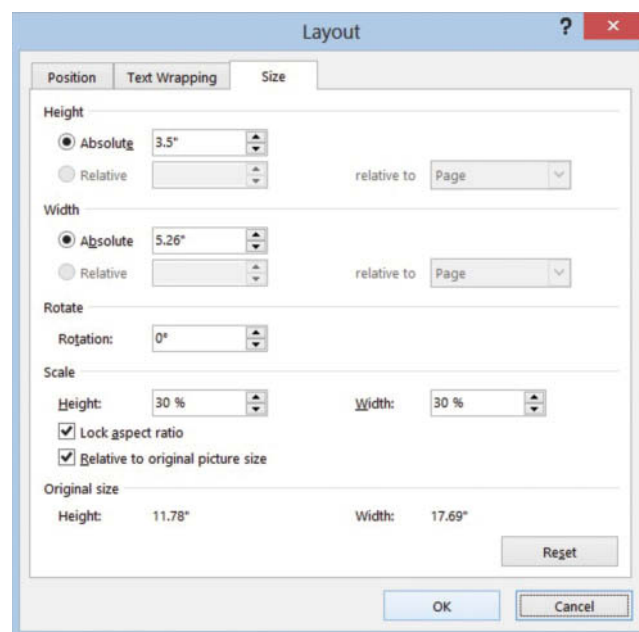 Layout ? ×
Position Text Wrapping Size
Height
Absolute 3.5"
Relative relative to Page
Width
Absolute 5.26"
Relative relative to Page
Rotate
Rotation: 0°
Scale
Height: 30 % Width: 30 %
Lock aspect ratio
Relative to original picture size
Original size
Height: 11.78" Width: 17.69"
Reset
OK Cancel